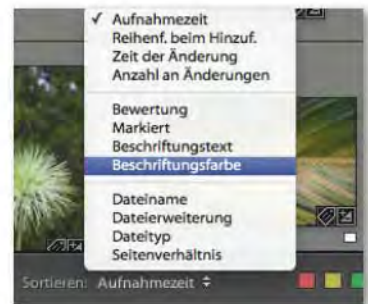 ✓ Aufnahmezeit
Reihenf. beim Hinzuf.
Zeit der Änderung
Anzahl an Änderungen
Bewertung
Markiert
Beschriftungstext
Beschriftungsfarbe
Dateiname
Dateierweiterung
Dateityp
Seitenverhältnis
Sortieren: Aufnahmezeit